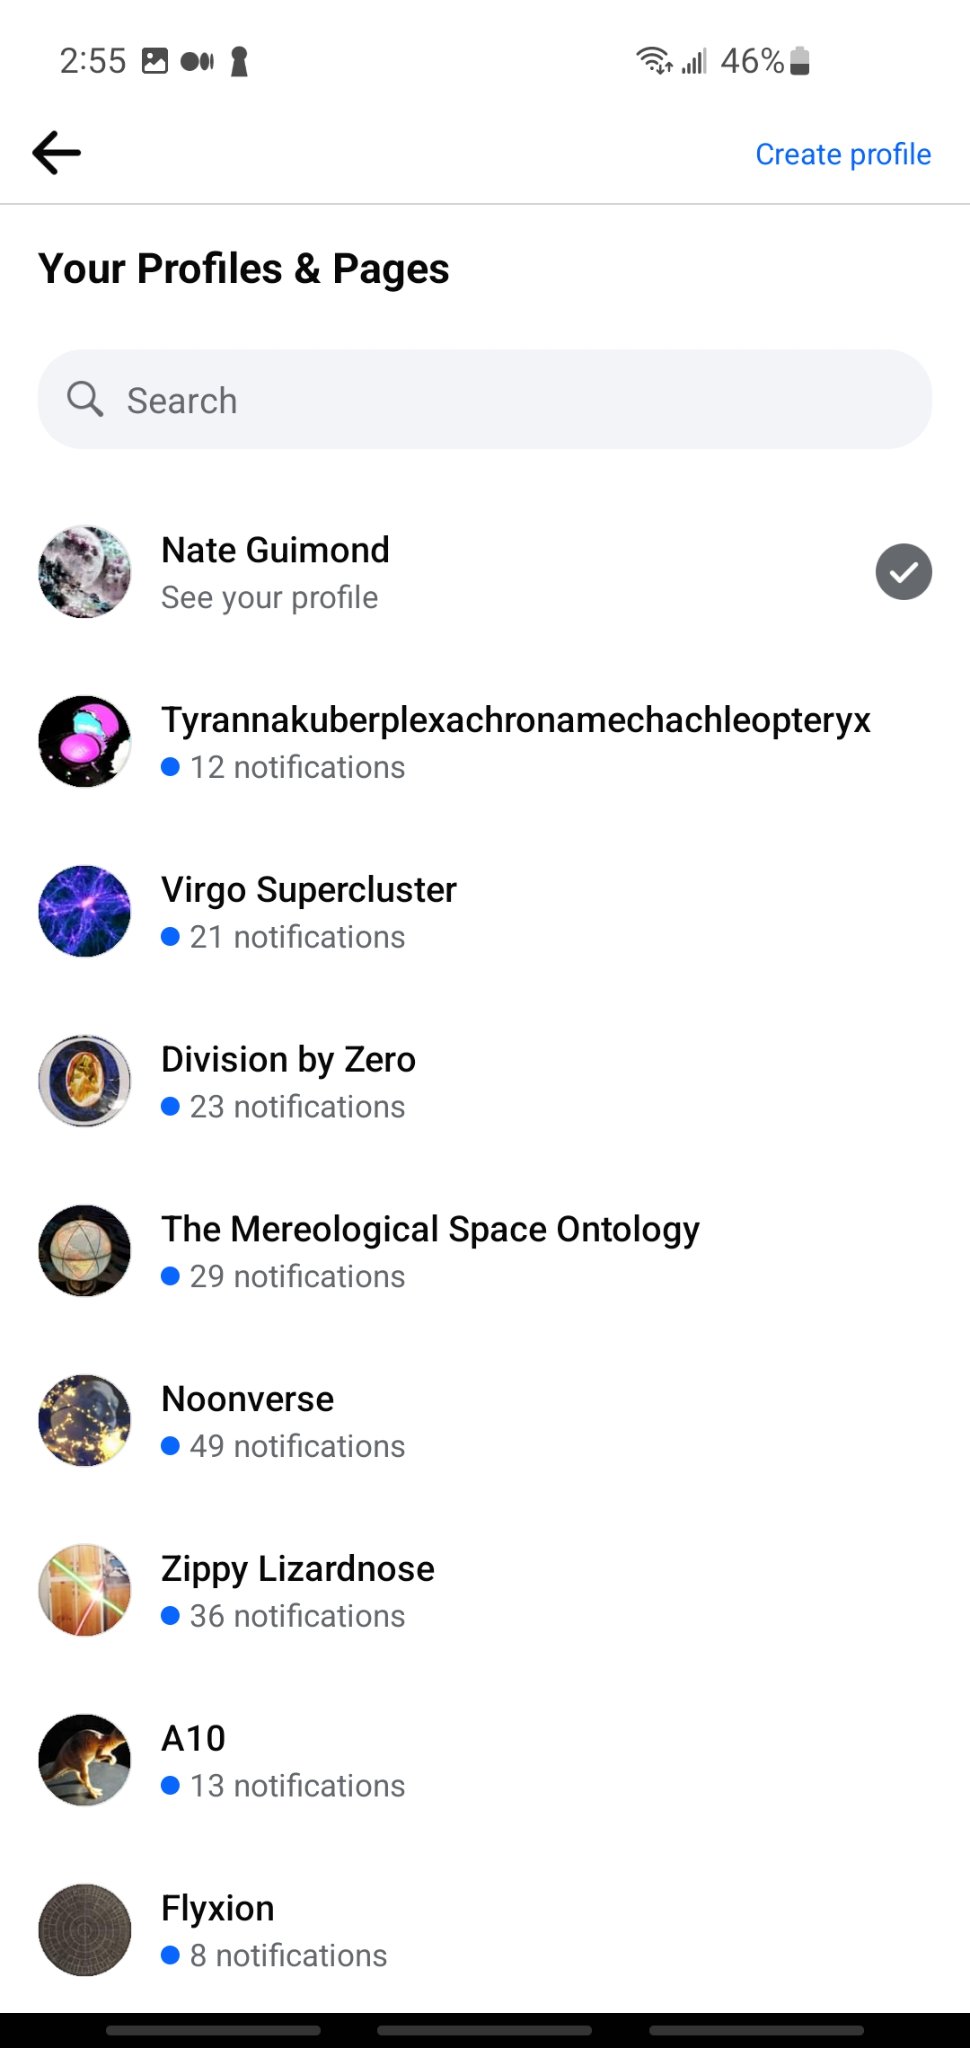 2:55
46%
Create profile
Your Profiles & Pages
Search
Nate Guimond
See your profile
Tyrannakuberplexachronamechachleopteryx
12 notifications
Virgo Supercluster
21 notifications
Division by Zero
23 notifications
The Mereological Space Ontology
29 notifications
Noonverse
49 notifications
Zippy Lizardnose
36 notifications
A10
13 notifications
Flyxion
8 notifications